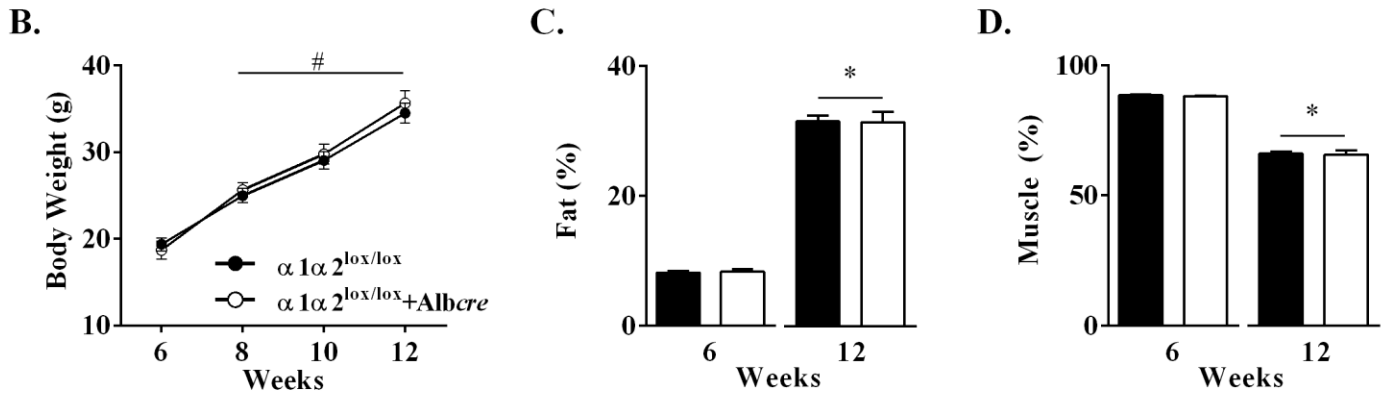 B.
Body Weight (g)
40
30
20
10
#
α1α2lox/lox
α1α2lox/lox+Albcre
6 8 10 12
Weeks
C.
Fat (%)
40
20
0
*
6 12
Weeks
D.
Muscle (%)
100
50
0
*
6 12
Weeks